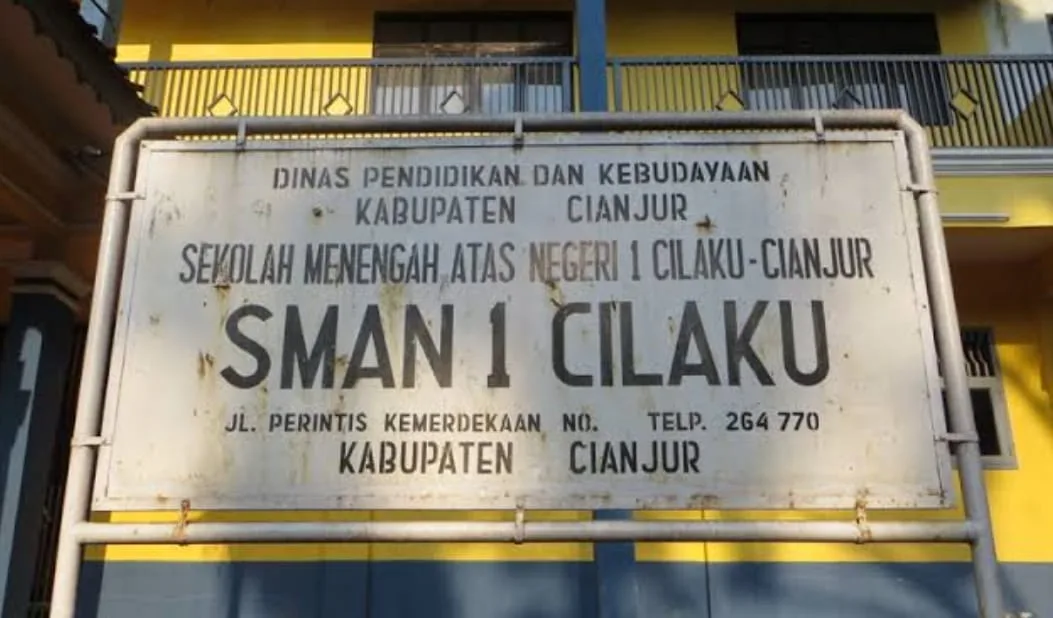 DINAS PENDIDIKAN DAN KEBUDAYAAN
KABUPATEN CIANJUR
SEKOLAH MENENGAH ATAS NEGERI 1 CILAKU-CIANJUR
SMAN 1 CILAKU
JL. PERINTIS KEMERDEKAAN NO. TELP. 264 770
KABUPATEN CIANJUR